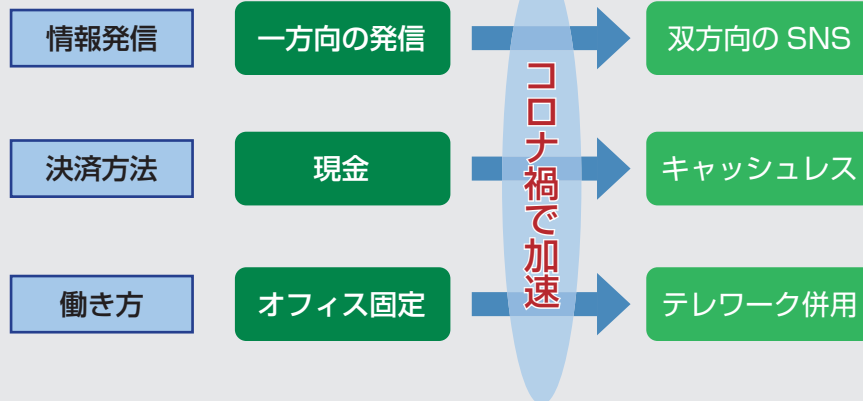 情報発信
一方向の発信
双方向の SNS
コロナ禍で加速
決済方法
現金
キャッシュレス
働き方
オフィス固定
テレワーク併用